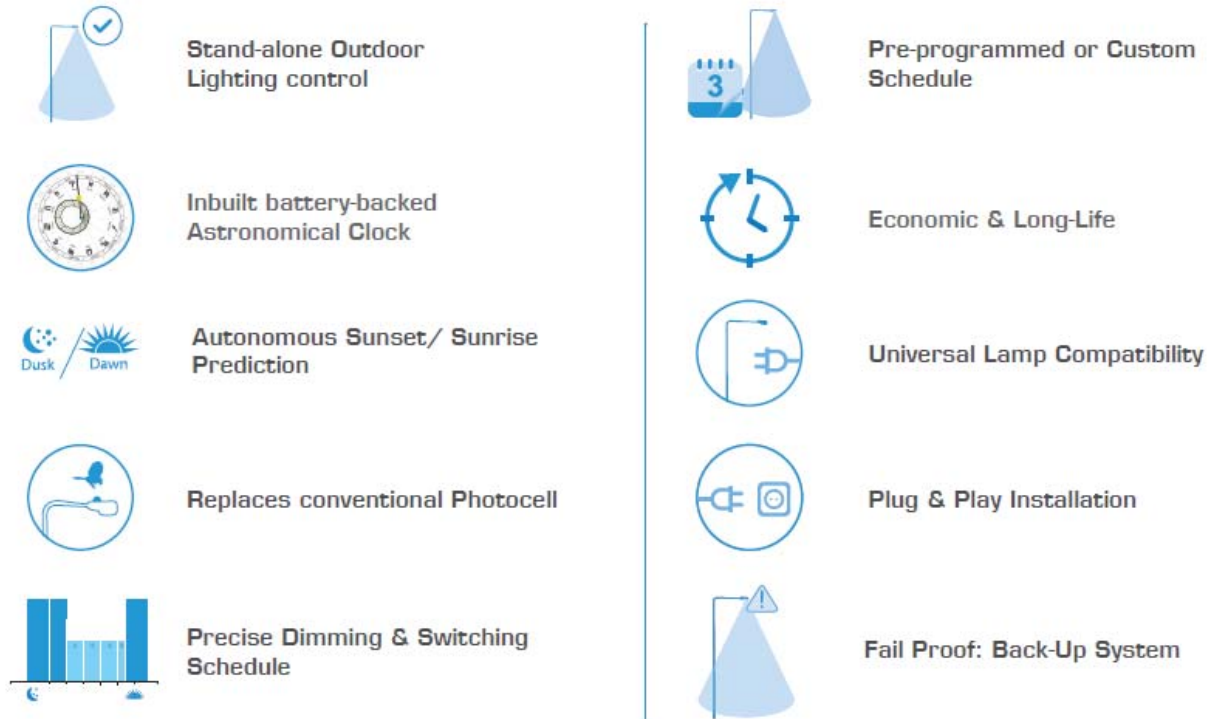 Stand-alone Outdoor
Lighting control
Inbuilt battery-backed
Astronomical Clock
Dusk / Dawn
Autonomous Sunset/ Sunrise
Prediction
Replaces conventional Photocell
Precise Dimming & Switching
Schedule
3
Pre-programmed or Custom
Schedule
Economic & Long-Life
Universal Lamp Compatibility
Plug & Play Installation
Fail Proof: Back-Up System